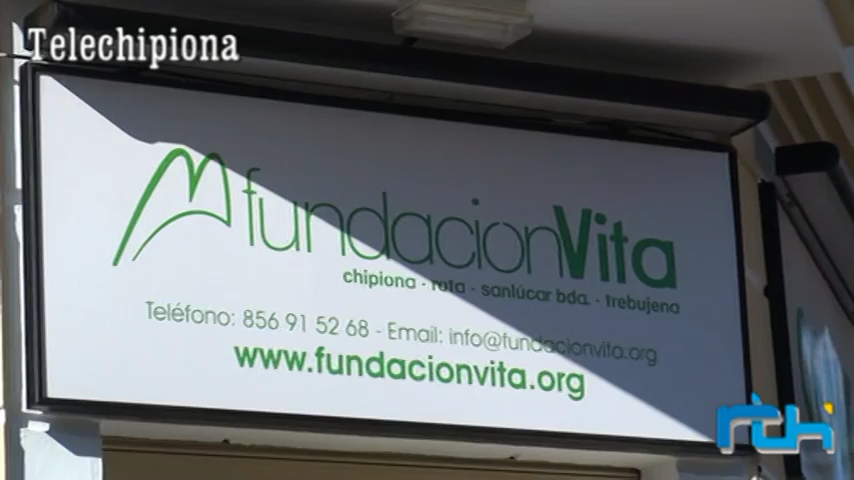 Telechipiona
fundacionVita
chipiona - rota - sanlúcar bda. - trebujena
Teléfono: 856 91 52 68 - Email: info@fundacionvita.org
www.fundacionvita.org
rtch